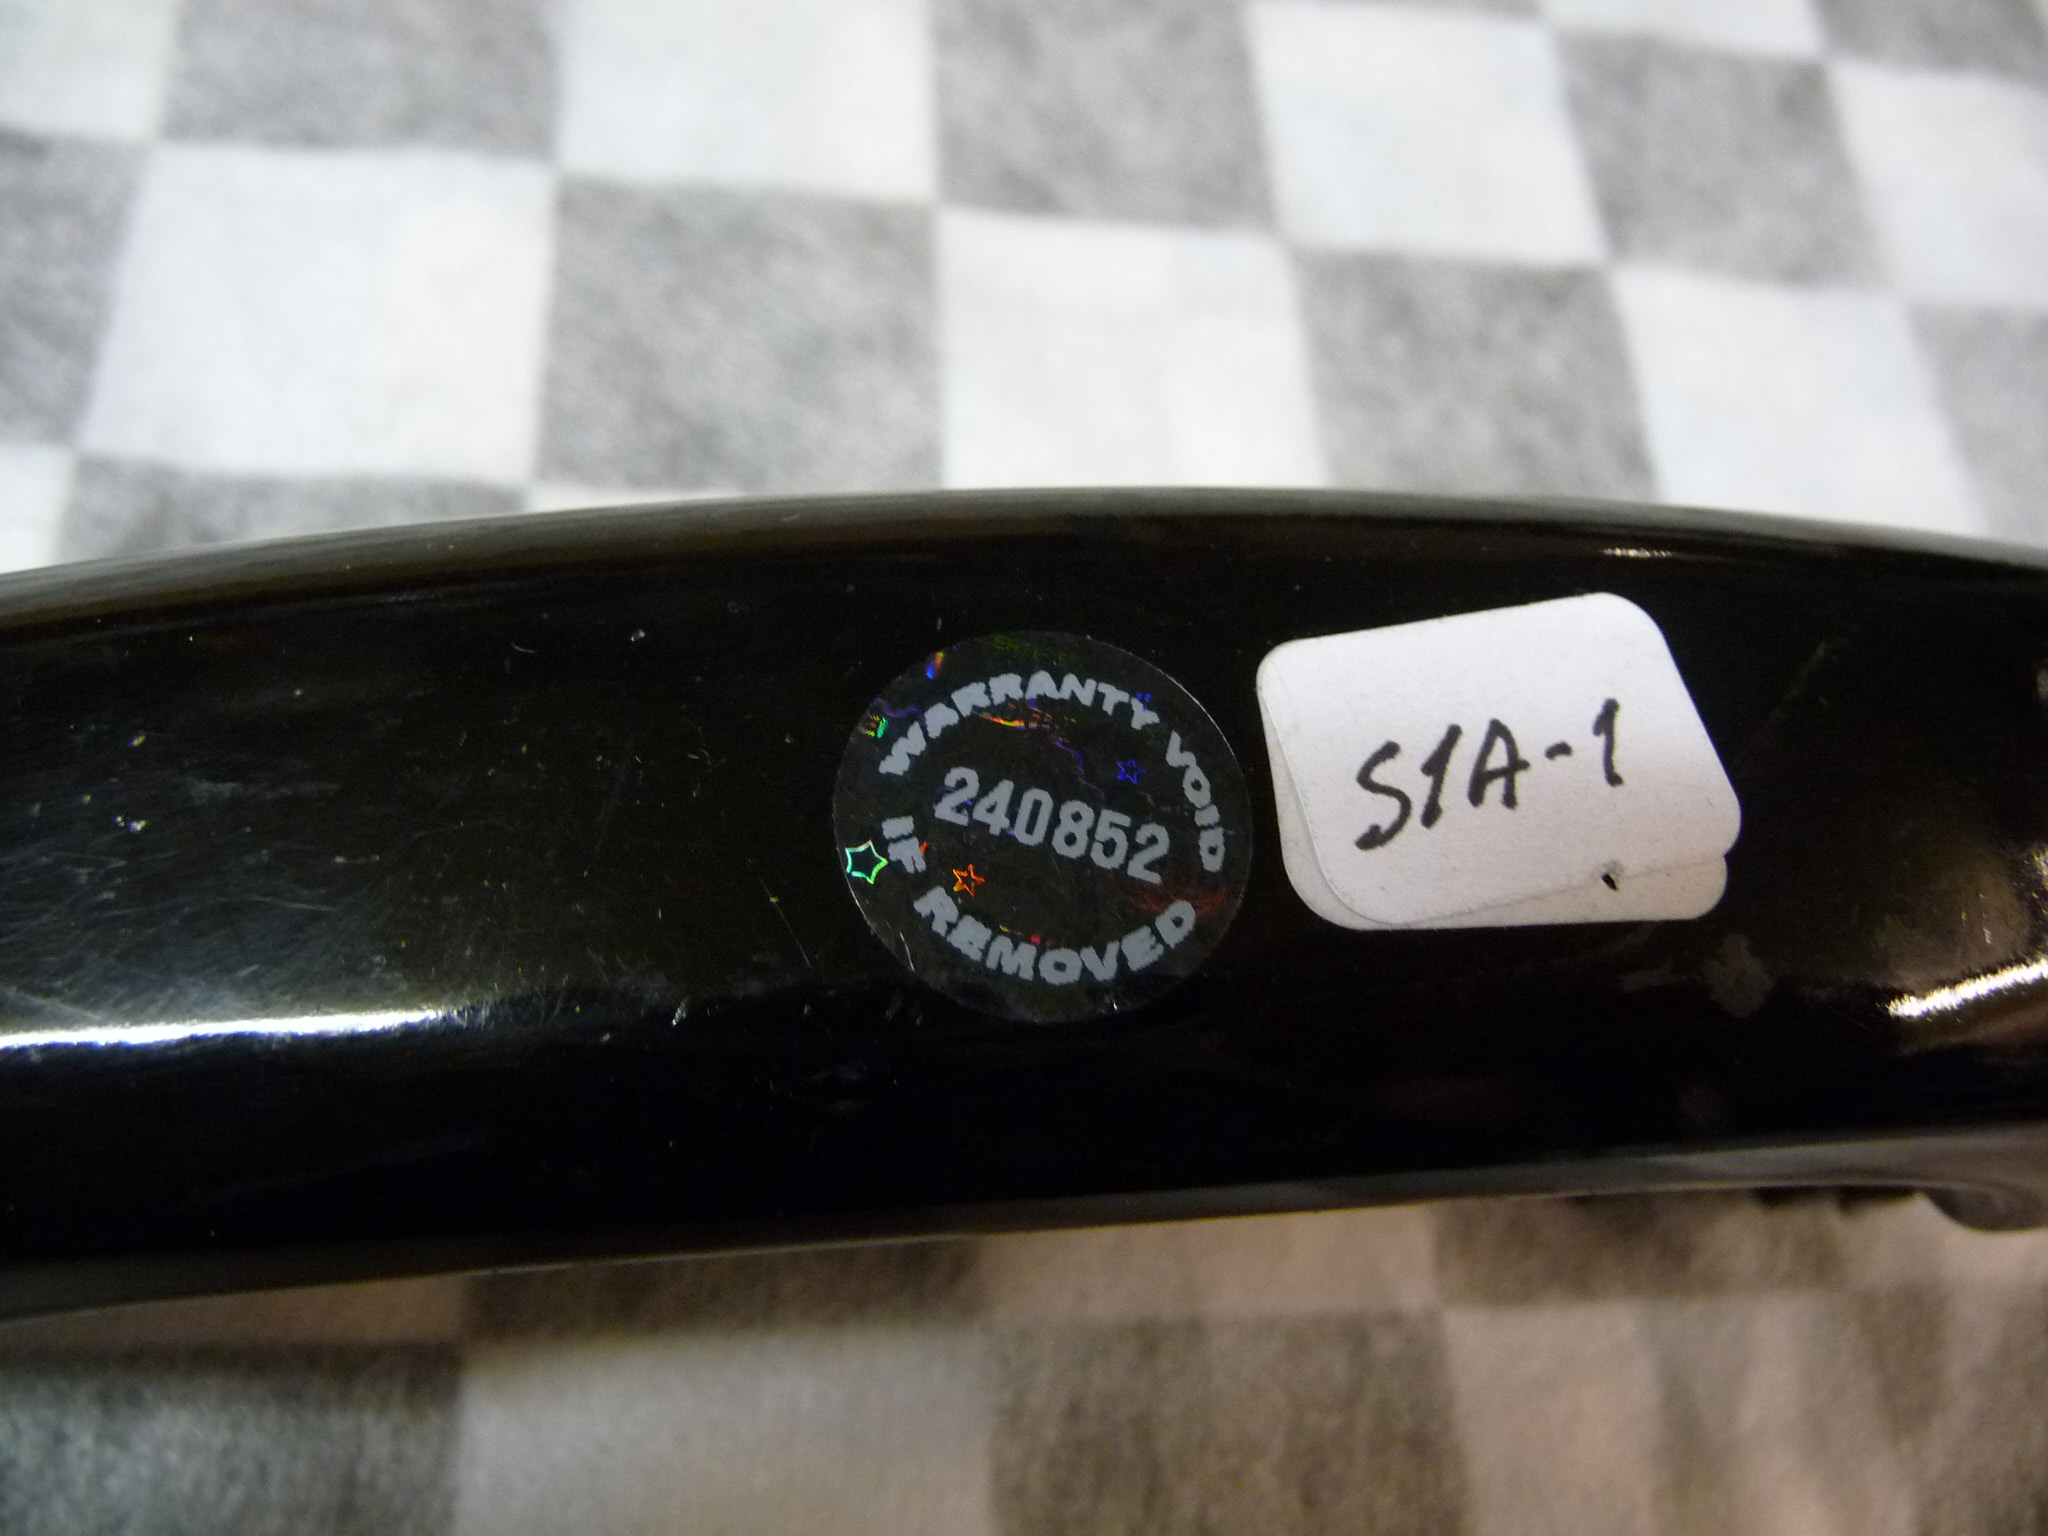 WARRANTY VOID
240852
IF REMOVED
S1A-1